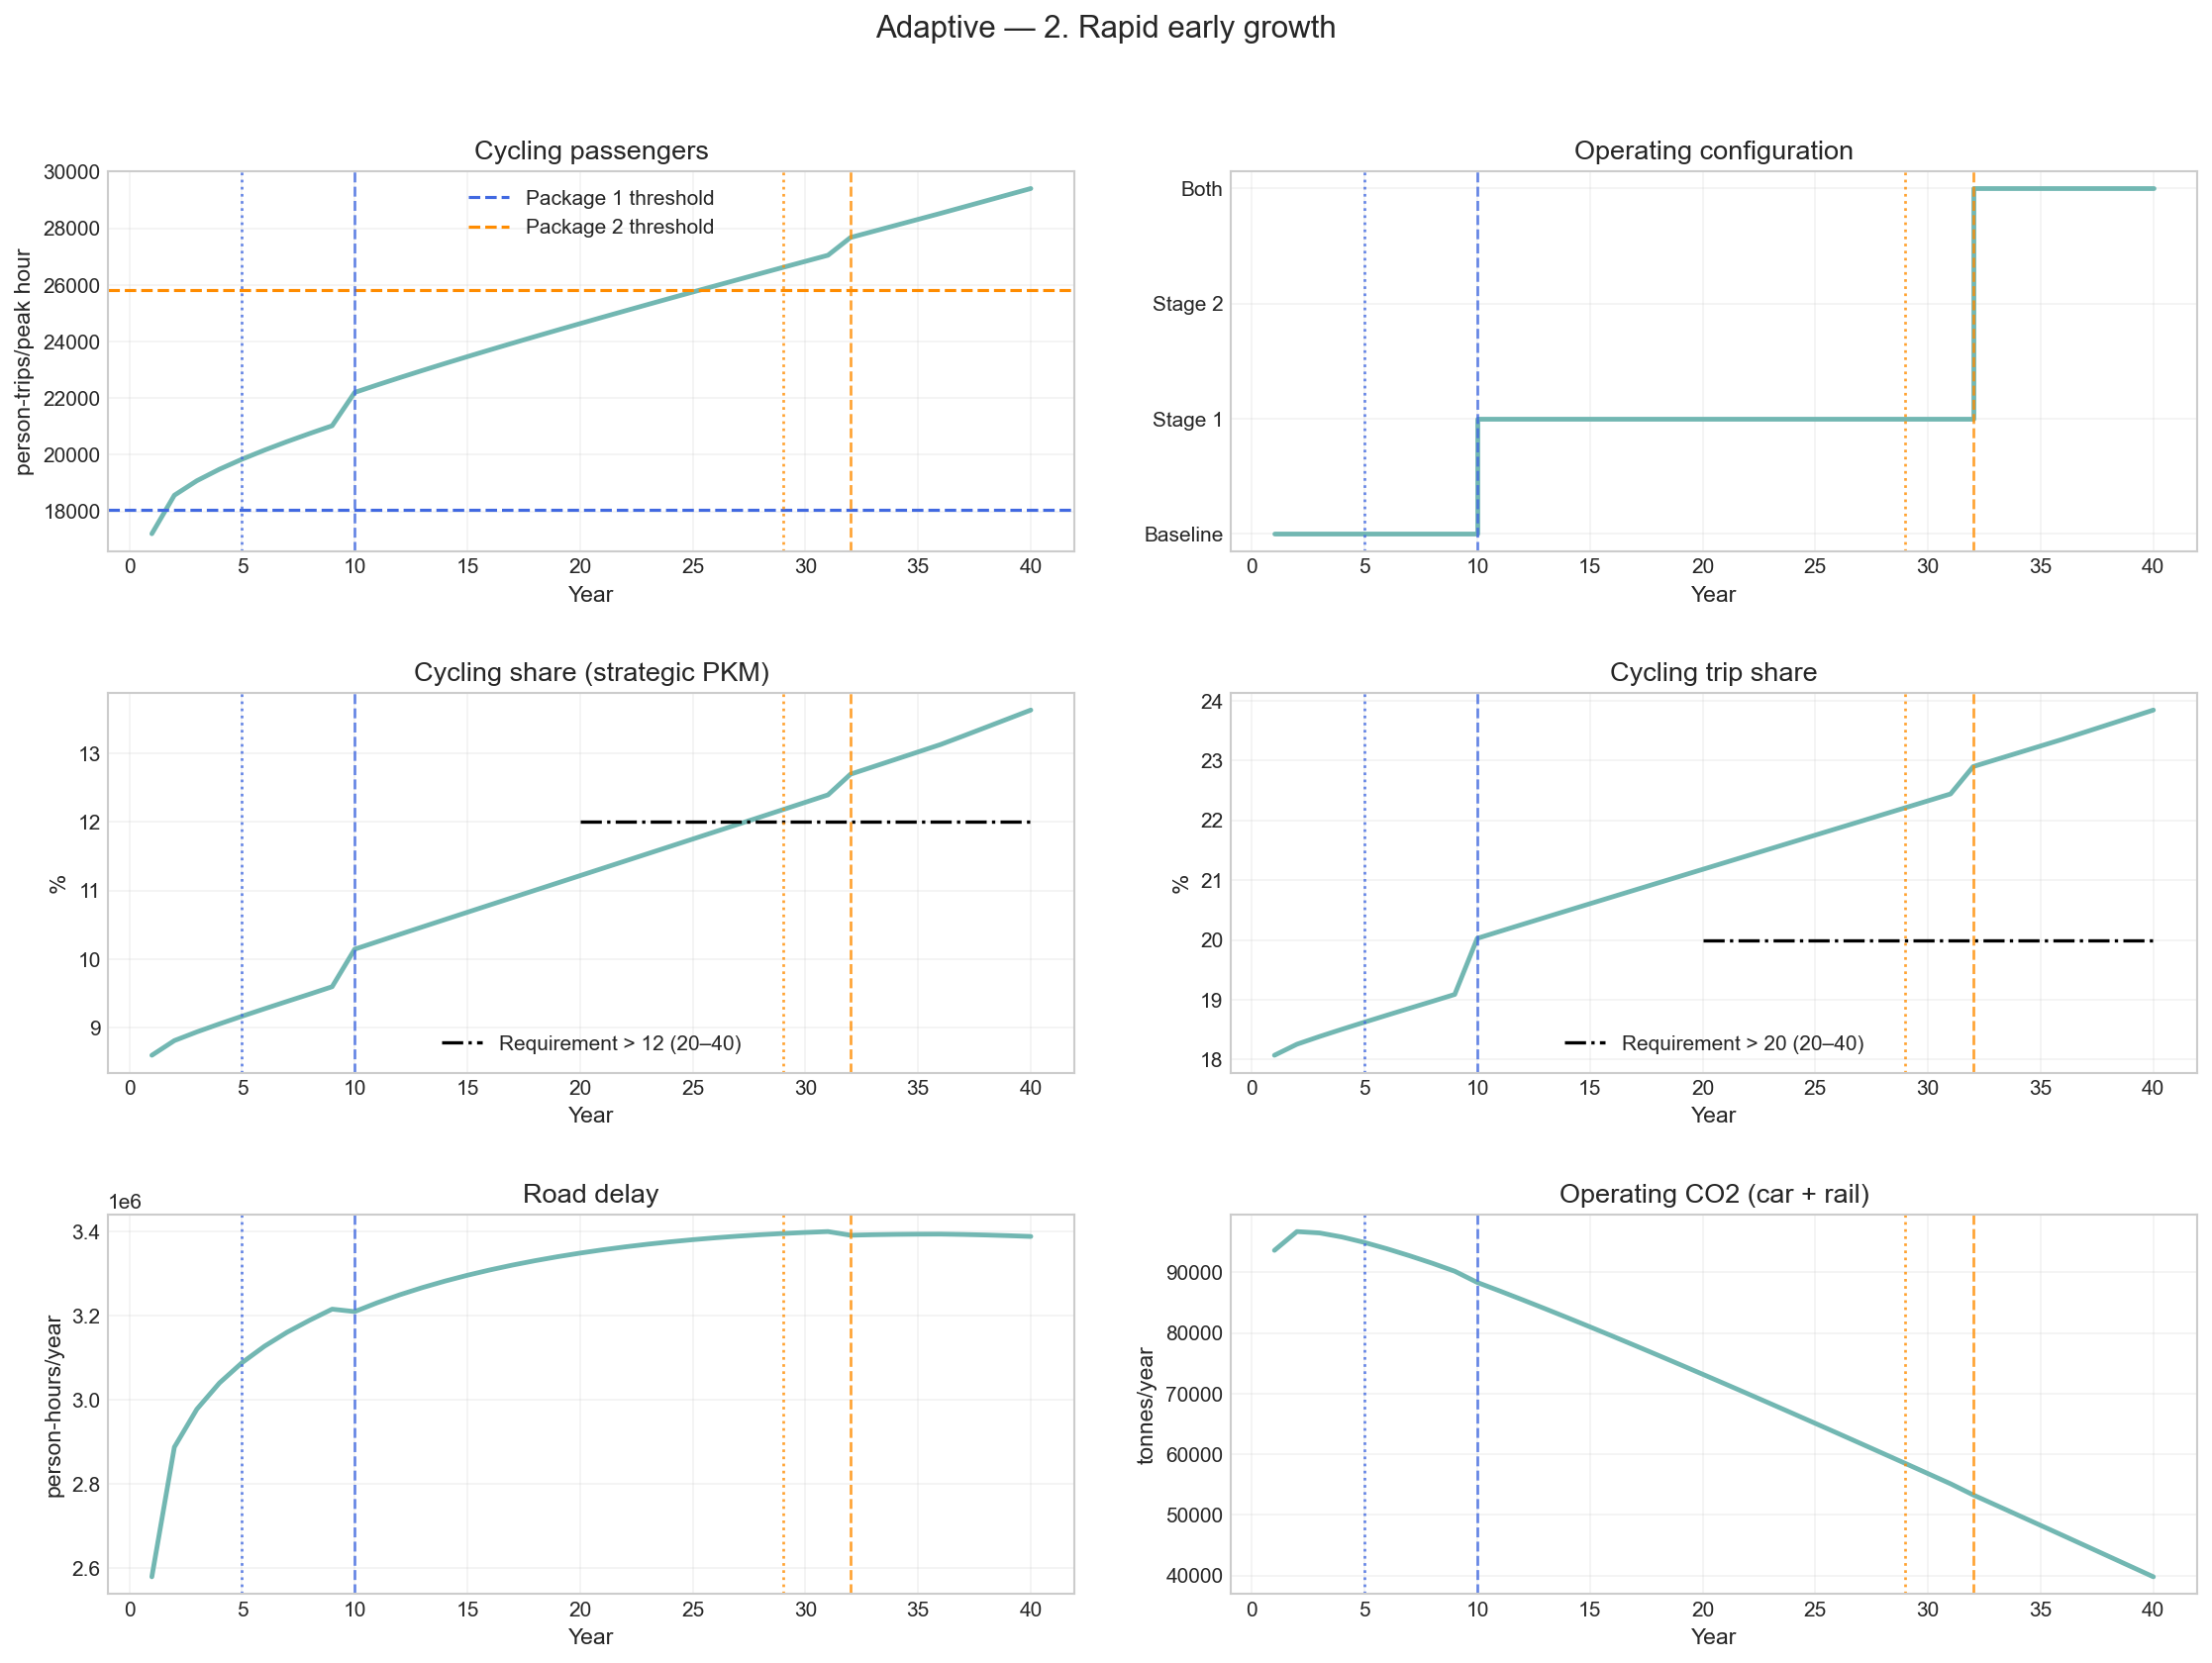 Adaptive — 2. Rapid early growth
Cycling passengers
person-trips/peak hour
30000
28000
26000
24000
22000
20000
18000
Package 1 threshold
Package 2 threshold
0 5 10 15 20 25 30 35 40
Year
Operating configuration
Both
Stage 2
Stage 1
Baseline
0 5 10 15 20 25 30 35 40
Year
Cycling share (strategic PKM)
%
13
12
11
10
9
Requirement > 12 (20–40)
0 5 10 15 20 25 30 35 40
Year
Cycling trip share
%
24
23
22
21
20
19
18
Requirement > 20 (20–40)
0 5 10 15 20 25 30 35 40
Year
Road delay
1e6
person-hours/year
3.4
3.2
3.0
2.8
2.6
0 5 10 15 20 25 30 35 40
Year
Operating CO2 (car + rail)
tonnes/year
90000
80000
70000
60000
50000
40000
0 5 10 15 20 25 30 35 40
Year